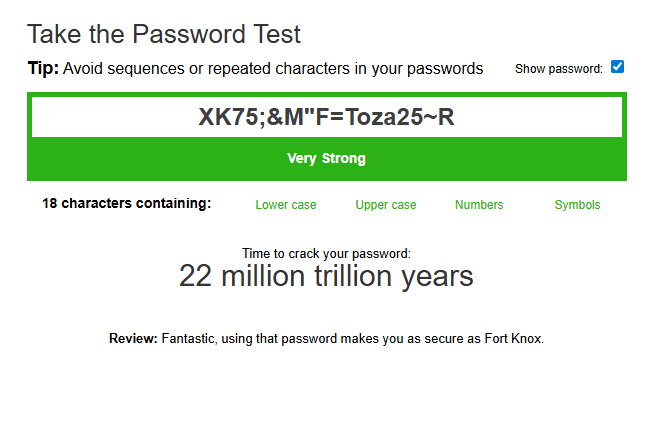 Take the Password Test
Tip: Avoid sequences or repeated characters in your passwords Show password:
XK75;&M"F=Toza25~R
Very Strong
18 characters containing: Lower case Upper case Numbers Symbols
Time to crack your password:
22 million trillion years
Review: Fantastic, using that password makes you as secure as Fort Knox.